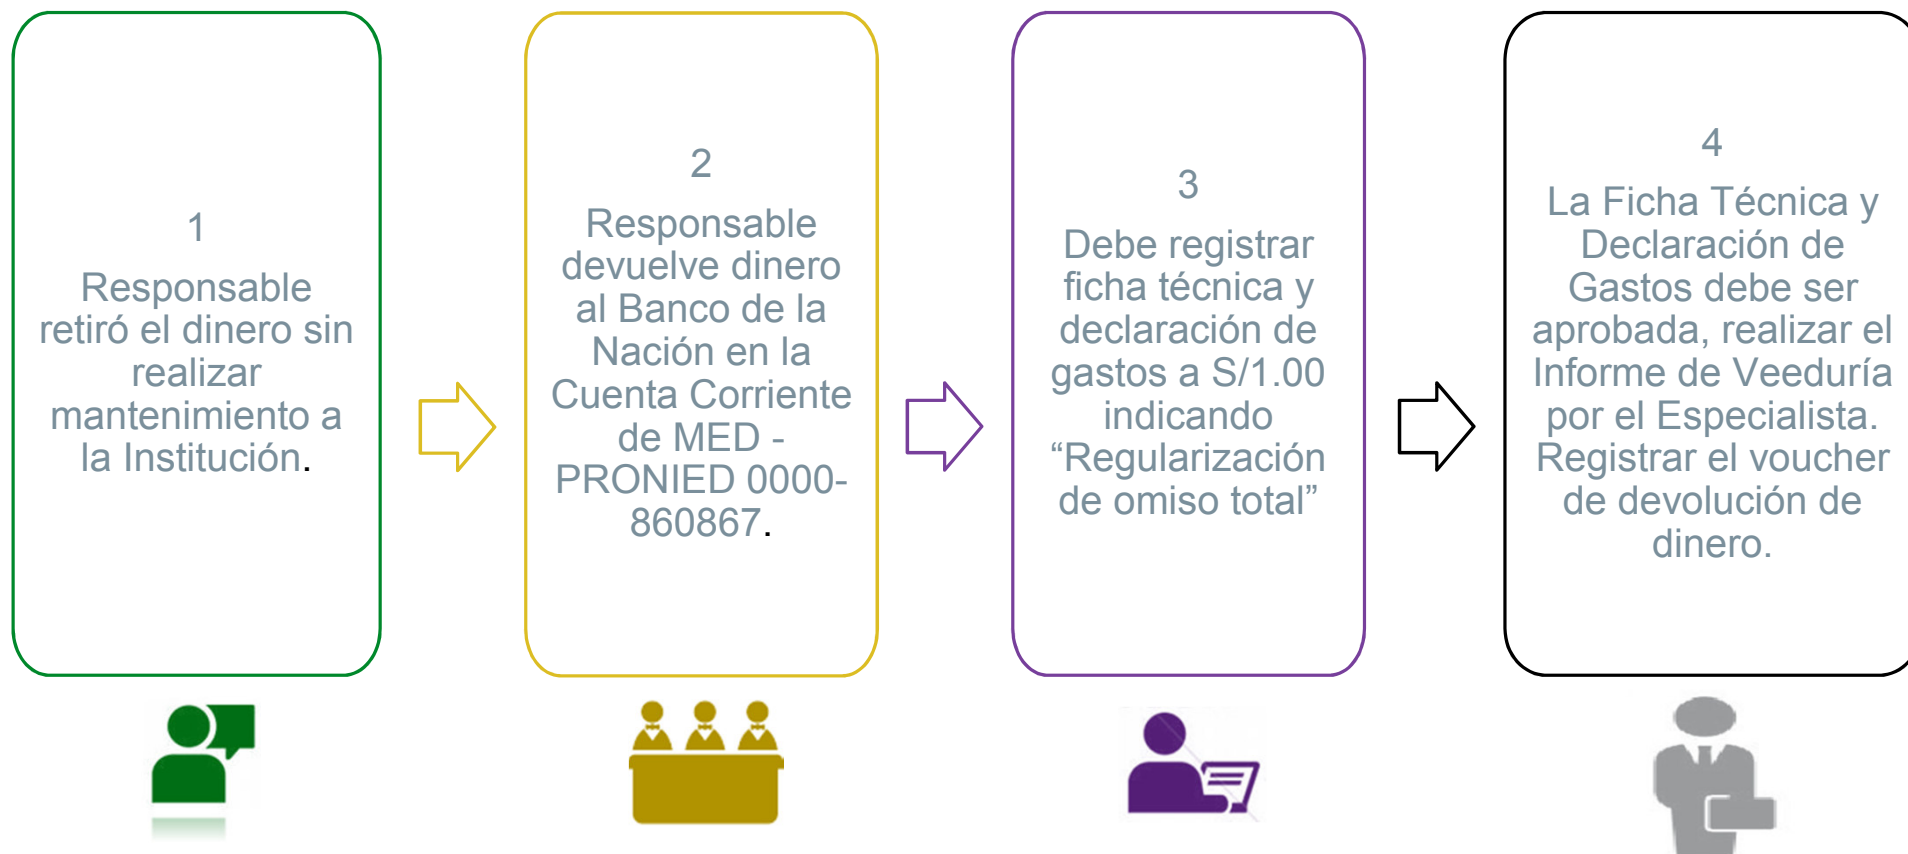 1
Responsable
retiró el dinero sin
realizar
mantenimiento a
la Institución.
2
Responsable
devuelve dinero
al Banco de la
Nación en la
Cuenta Corriente
de MED -
PRONIED 0000-
860867.
3
Debe registrar
ficha técnica y
declaración de
gastos a S/1.00
indicando
“Regularización
de omiso total”
4
La Ficha Técnica y
Declaración de
Gastos debe ser
aprobada, realizar el
Informe de Veeduría
por el Especialista.
Registrar el voucher
de devolución de
dinero.